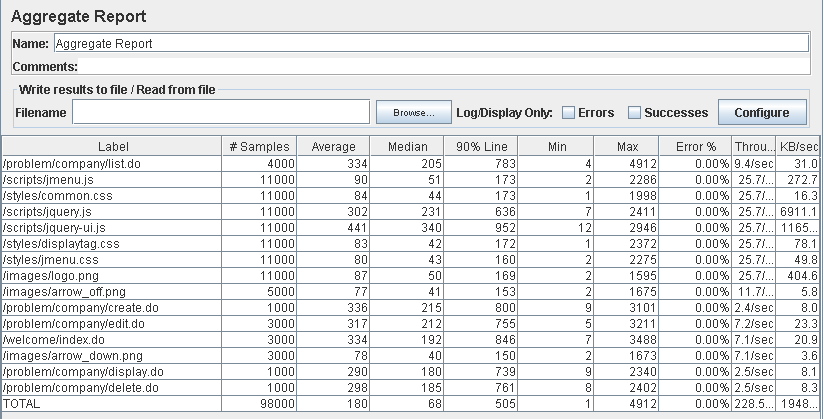 Aggregate Report
Name: Aggregate Report
Comments:
Write results to file / Read from file
Filename Browse... Log/Display Only: Errors Successes Configure
Label # Samples Average Median 90% Line Min Max Error % Throu... KB/sec
/problem/company/list.do 4000 334 205 783 4 4912 0.00% 9.4/sec 31.0
/scripts/jmenu.js 11000 90 51 173 2 2286 0.00% 25.7/... 272.7
/styles/common.css 11000 84 44 173 1 1998 0.00% 25.7/... 16.3
/scripts/jquery.js 11000 302 231 636 7 2411 0.00% 25.7/... 6911.1
/scripts/jquery-ui.js 11000 441 340 952 12 2946 0.00% 25.7/... 1165...
/styles/displaytag.css 11000 83 42 172 1 2372 0.00% 25.7/... 78.1
/styles/jmenu.css 11000 80 43 160 2 2275 0.00% 25.7/... 49.8
/images/logo.png 11000 87 50 169 2 1595 0.00% 25.7/... 404.6
/images/arrow_off.png 5000 77 41 153 2 1675 0.00% 11.7/... 5.8
/problem/company/create.do 1000 336 215 800 9 3101 0.00% 2.4/sec 8.0
/problem/company/edit.do 3000 317 212 755 5 3211 0.00% 7.2/sec 23.3
/welcome/index.do 3000 334 192 846 7 3488 0.00% 7.1/sec 20.9
/images/arrow_down.png 3000 78 40 150 2 1673 0.00% 7.1/sec 3.6
/problem/company/display.do 1000 290 180 739 9 2340 0.00% 2.5/sec 8.1
/problem/company/delete.do 1000 298 185 761 8 2402 0.00% 2.5/sec 8.3
TOTAL 98000 180 68 505 1 4912 0.00% 228.5... 1948...